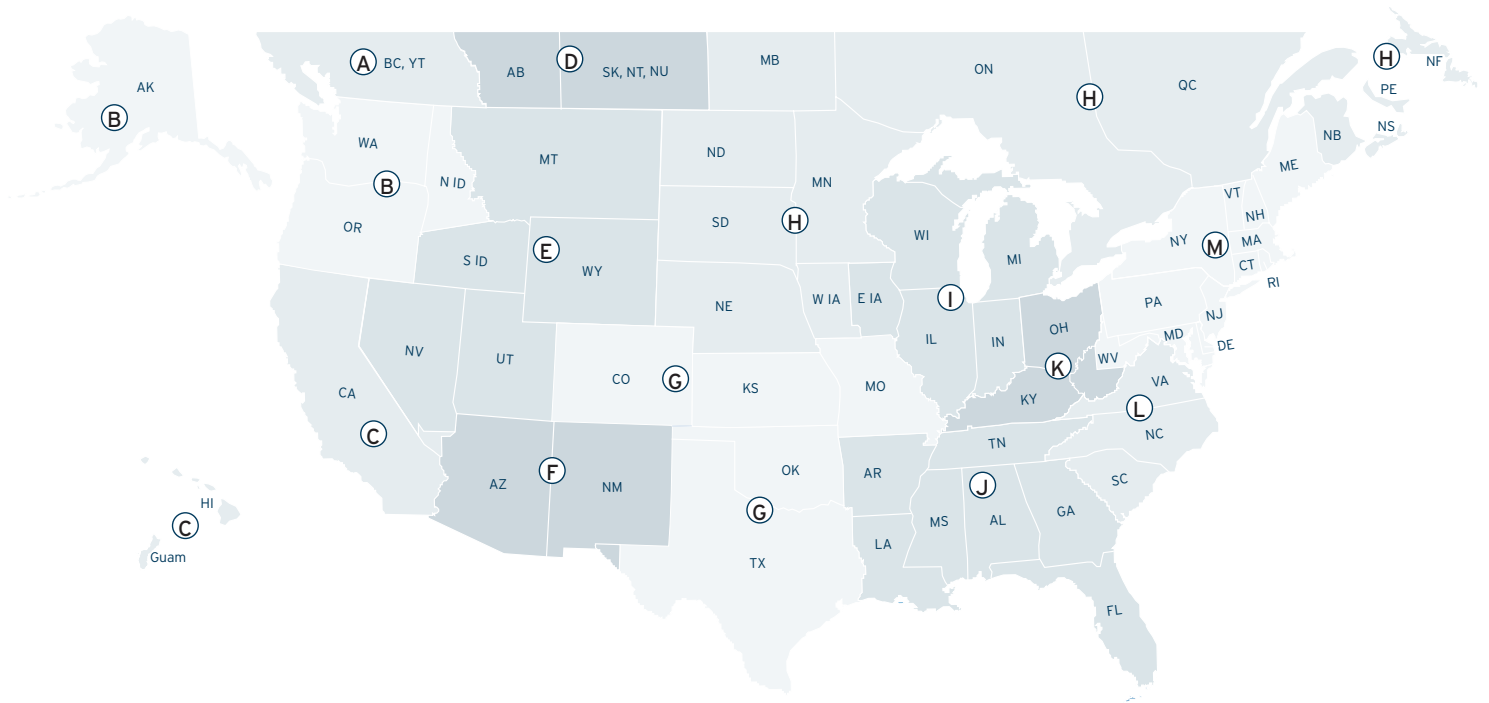 A BC, YT
AB
D
SK, NT, NU
MB
ON
H
QC
H
NF
PE
NS
NB
AK
B
WA
B
N ID
OR
MT
ND
MN
SD
H
S ID
E
WY
NE
W IA
E IA
WI
MI
I
IL
IN
OH
K
KY
WV
ME
VT
NH
NY
M
MA
CT
RI
PA
NJ
MD
DE
VA
L
NC
NV
UT
CO
G
KS
MO
CA
C
AZ
F
NM
OK
G
TX
AR
LA
TN
J
MS
AL
GA
SC
FL
HI
C
Guam